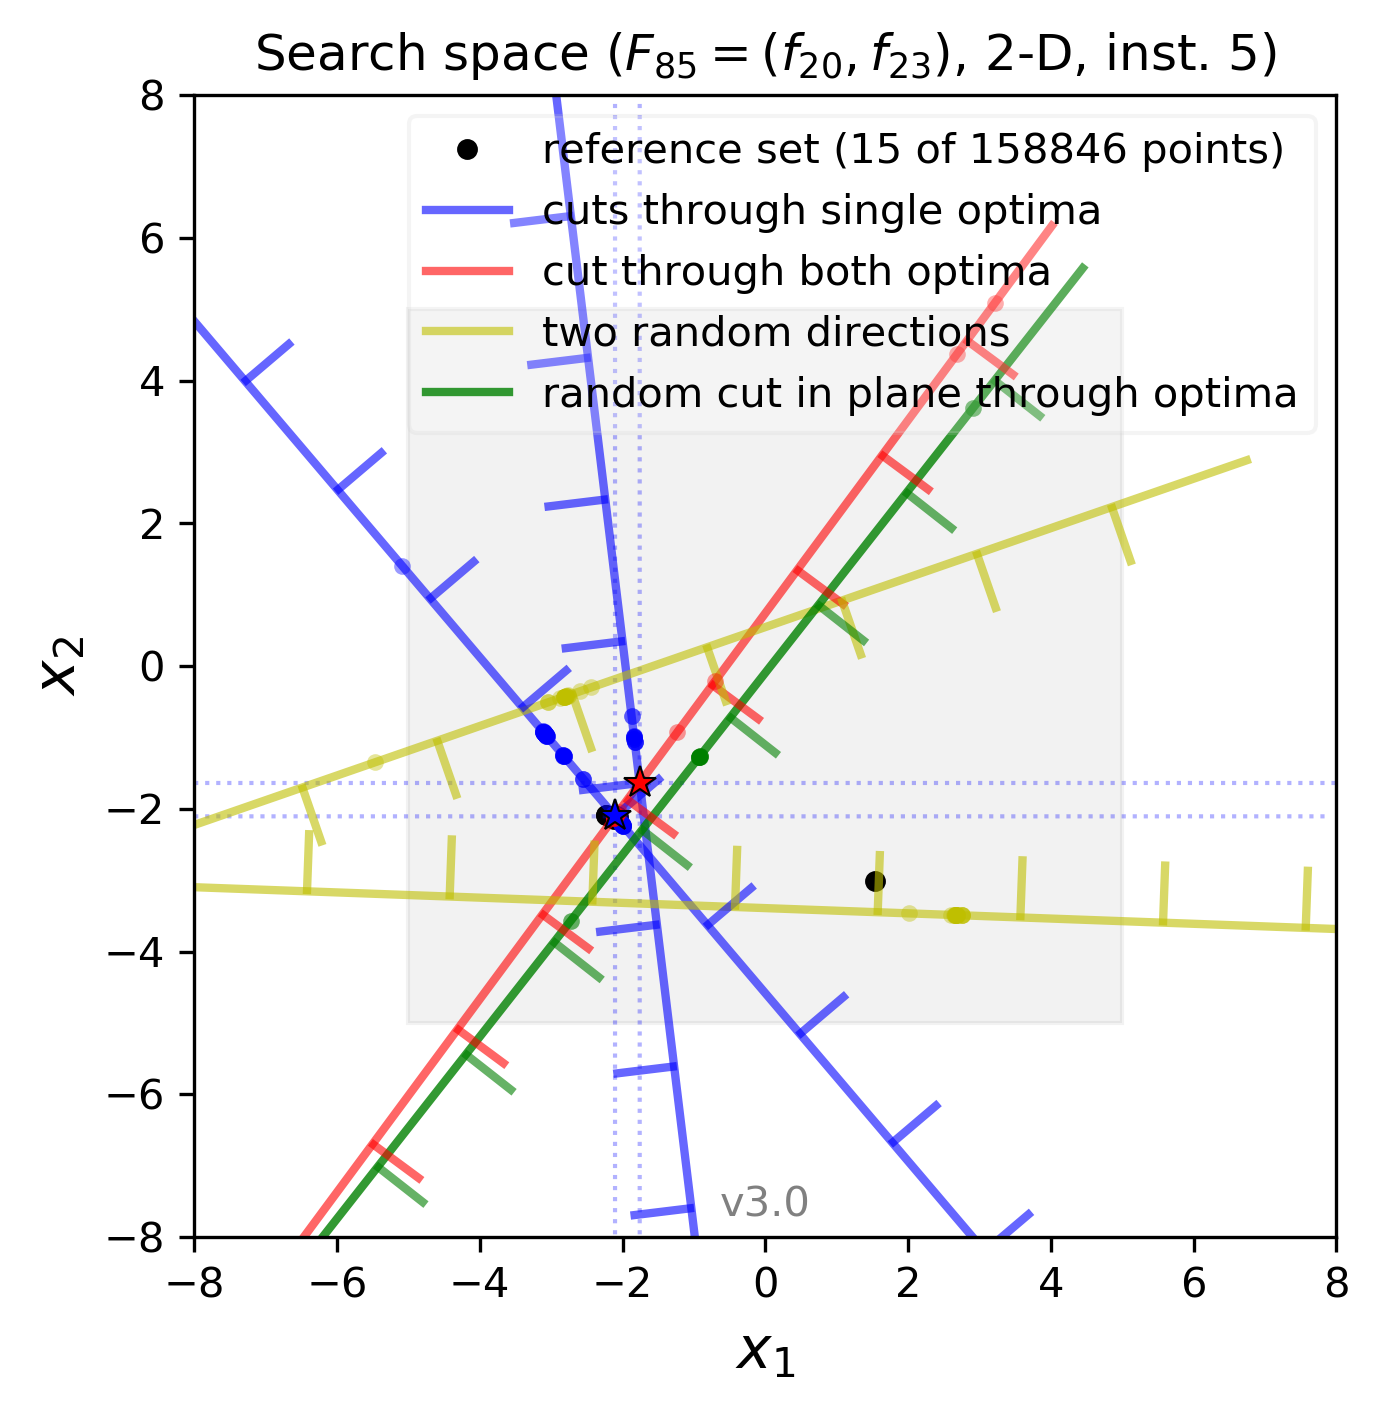 Search space (F₈₅ = (f₂₀, f₂₃), 2-D, inst. 5)
reference set (15 of 158846 points)
cuts through single optima
cut through both optima
two random directions
random cut in plane through optima
8
6
4
2
0
−2
−4
−6
−8
x₂
v3.0
−8 −6 −4 −2 0 2 4 6 8
x₁